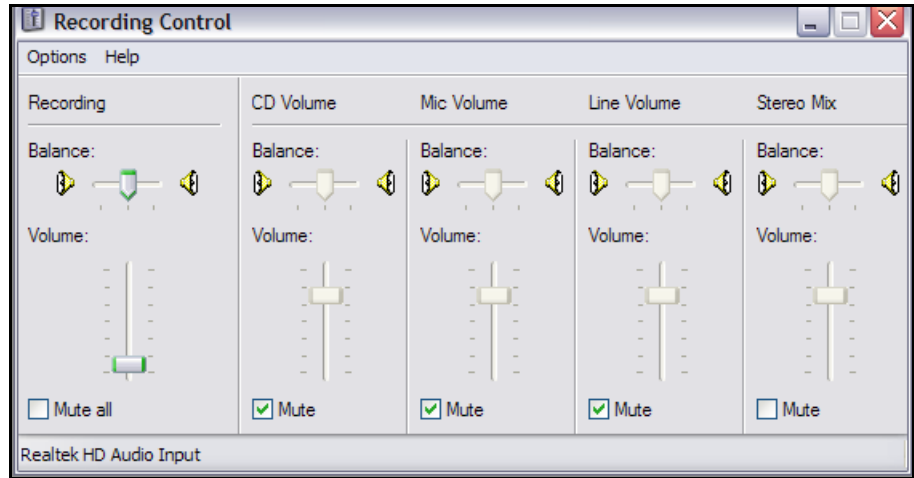 Recording Control
Options Help
Recording CD Volume Mic Volume Line Volume Stereo Mix
Balance: Balance: Balance: Balance: Balance:
Volume: Volume: Volume: Volume: Volume:
Mute all Mute Mute Mute Mute
Realtek HD Audio Input